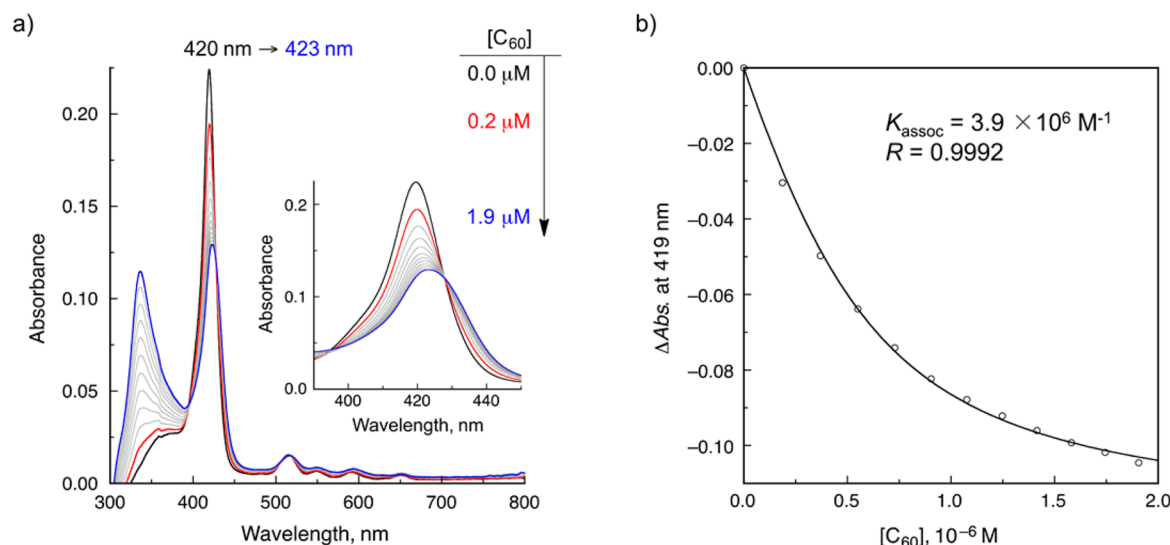 a)
420 nm → 423 nm
[C60]
0.0 μM
0.2 μM
1.9 μM
Absorbance
0.20
0.15
0.10
0.05
0.00
300 400 500 600 700 800
Wavelength, nm
Absorbance
0.2
0.1
0.0
400 420 440
Wavelength, nm
b)
Kassoc = 3.9 × 10⁶ M⁻¹
R = 0.9992
ΔAbs. at 419 nm
0.00
−0.02
−0.04
−0.06
−0.08
−0.10
0.0 0.5 1.0 1.5 2.0
[C60], 10⁻⁶ M